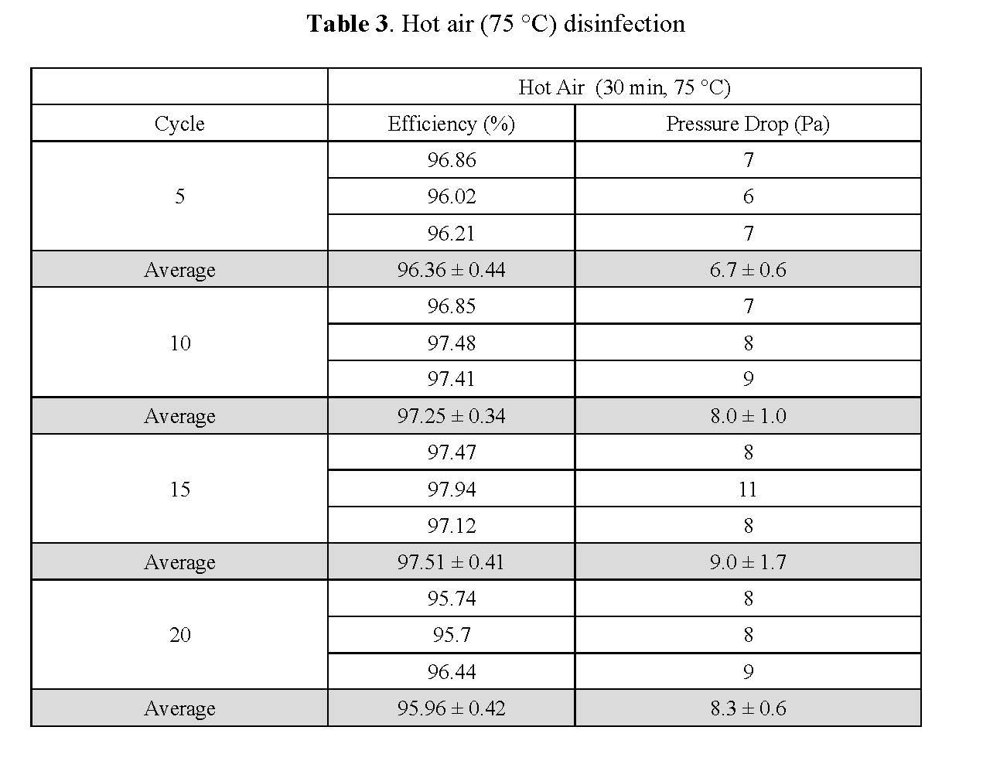 Table 3. Hot air (75 °C) disinfection
Hot Air (30 min, 75 °C)
Cycle Efficiency (%) Pressure Drop (Pa)
96.86 7
5 96.02 6
96.21 7
Average 96.36 ± 0.44 6.7 ± 0.6
96.85 7
10 97.48 8
97.41 9
Average 97.25 ± 0.34 8.0 ± 1.0
97.47 8
15 97.94 11
97.12 8
Average 97.51 ± 0.41 9.0 ± 1.7
95.74 8
20 95.7 8
96.44 9
Average 95.96 ± 0.42 8.3 ± 0.6